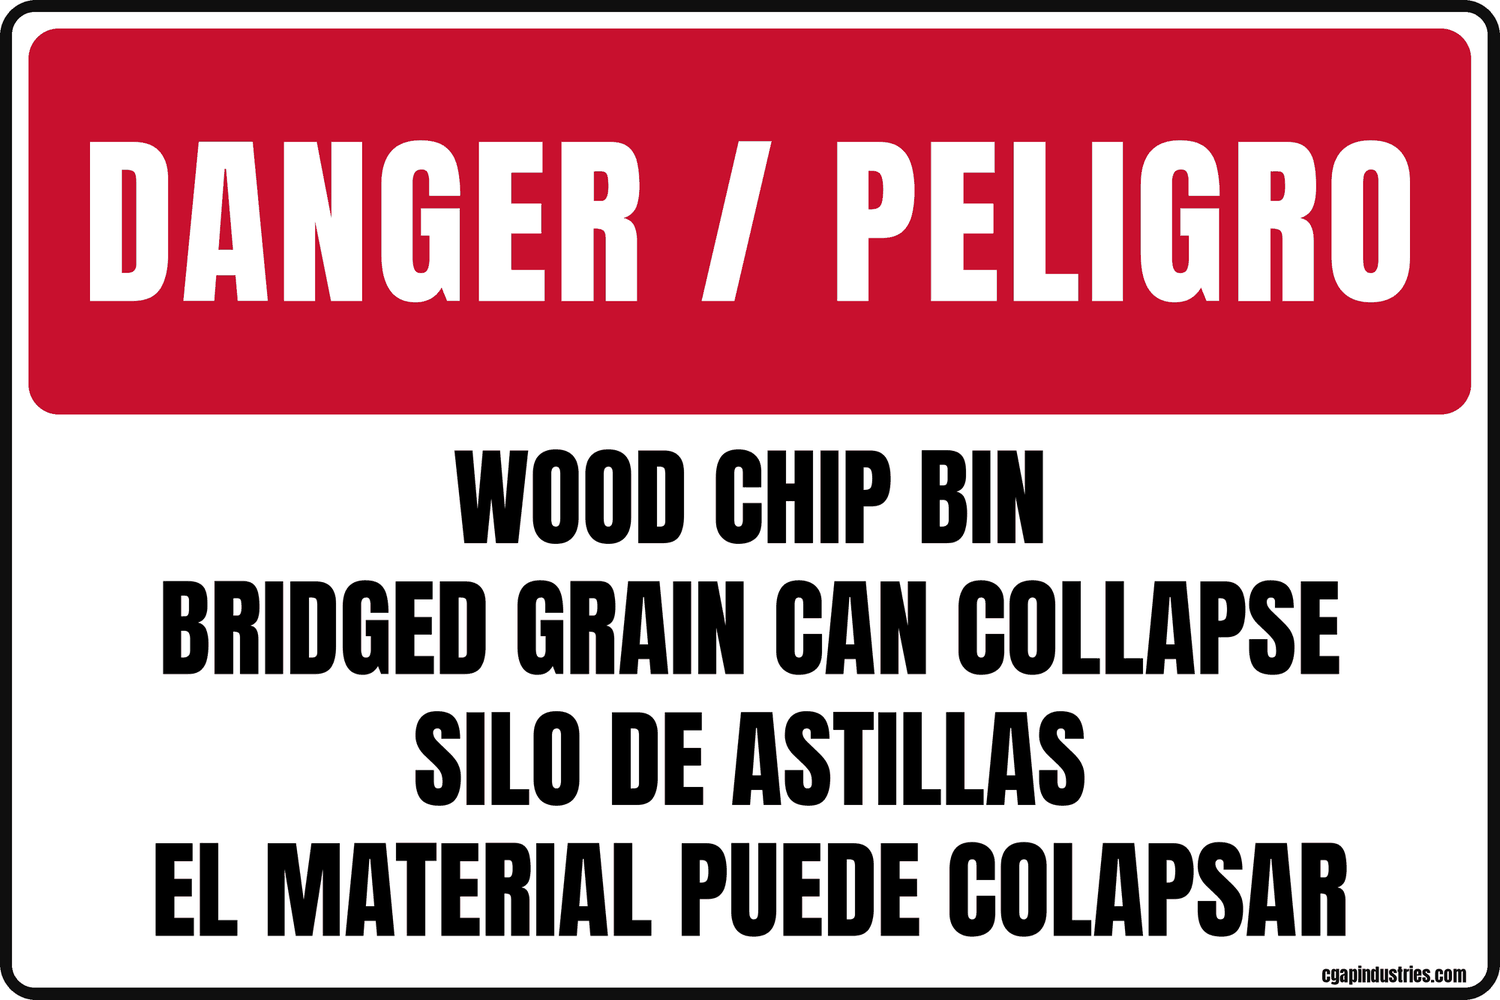 DANGER / PELIGRO
WOOD CHIP BIN
BRIDGED GRAIN CAN COLLAPSE
SILO DE ASTILLAS
EL MATERIAL PUEDE COLAPSAR
cgapindustries.com